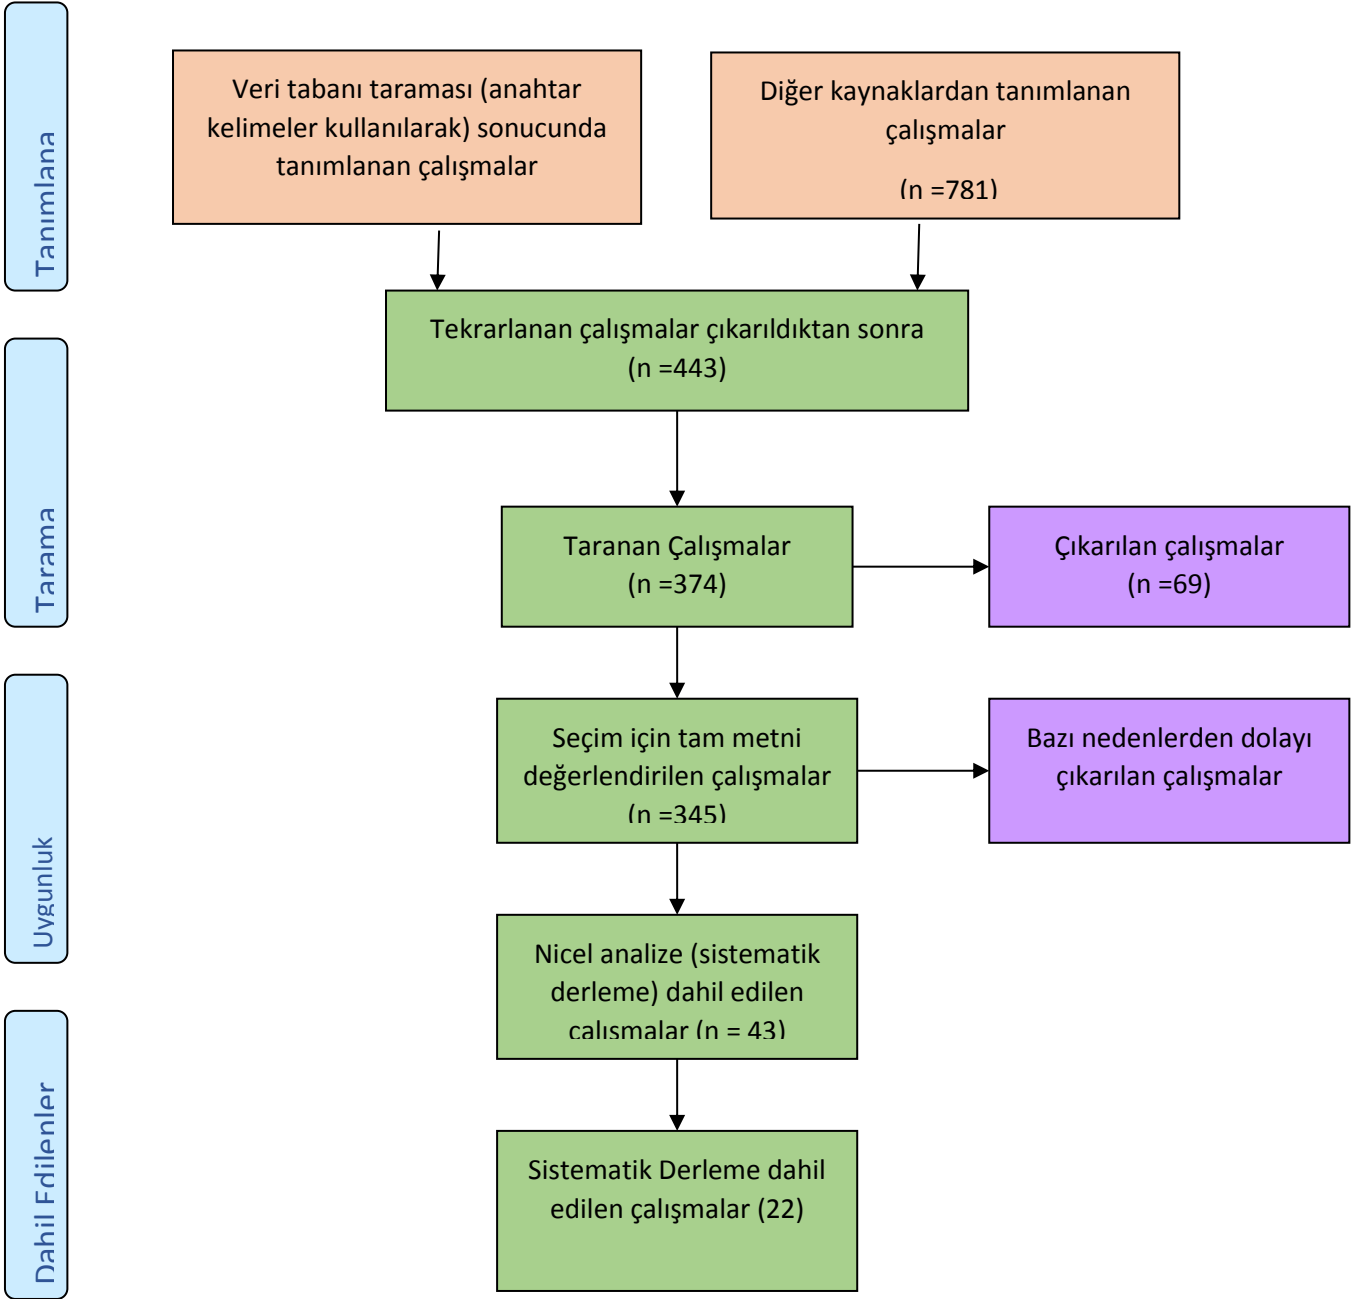 Tanımlana
Veri tabanı taraması (anahtar
kelimeler kullanılarak) sonucunda
tanımlanan çalışmalar
Diğer kaynaklardan tanımlanan
çalışmalar
(n =781)
Tekrarlanan çalışmalar çıkarıldıktan sonra
(n =443)
Tarama
Taranan Çalışmalar
(n =374)
Çıkarılan çalışmalar
(n =69)
Uygunluk
Seçim için tam metni
değerlendirilen çalışmalar
(n =345)
Bazı nedenlerden dolayı
çıkarılan çalışmalar
Nicel analize (sistematik
derleme) dahil edilen
çalışmalar (n = 43)
Dahil Edilenler
Sistematik Derleme dahil
edilen çalışmalar (22)